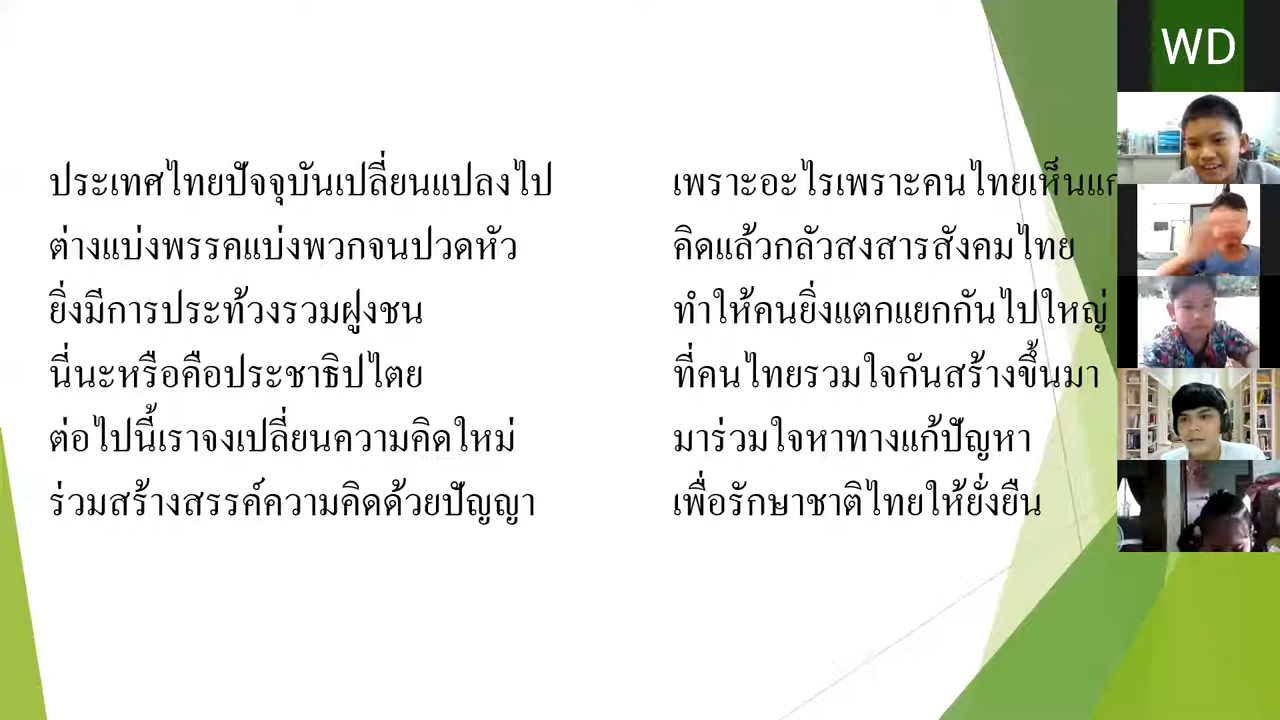 ประเทศไทยปัจจุบันเปลี่ยนแปลงไป เพราะอะไรเพราะคนไทยเห็นแก
ต่างแบ่งพรรคแบ่งพวกจนปวดหัว คิดแล้วกลัวสงสารสังคมไทย
ยิ่งมีการประท้วงรวมฝูงชน ทำให้คนยิ่งแตกแยกกันไปใหญ่
นี่นะหรือคือประชาธิปไตย ที่คนไทยรวมใจกันสร้างขึ้นมา
ต่อไปนี้เราจงเปลี่ยนความคิดใหม่ มาร่วมใจหาทางแก้ปัญหา
ร่วมสร้างสรรค์ความคิดด้วยปัญญา เพื่อรักษาชาติไทยให้ยั่งยืน
WD